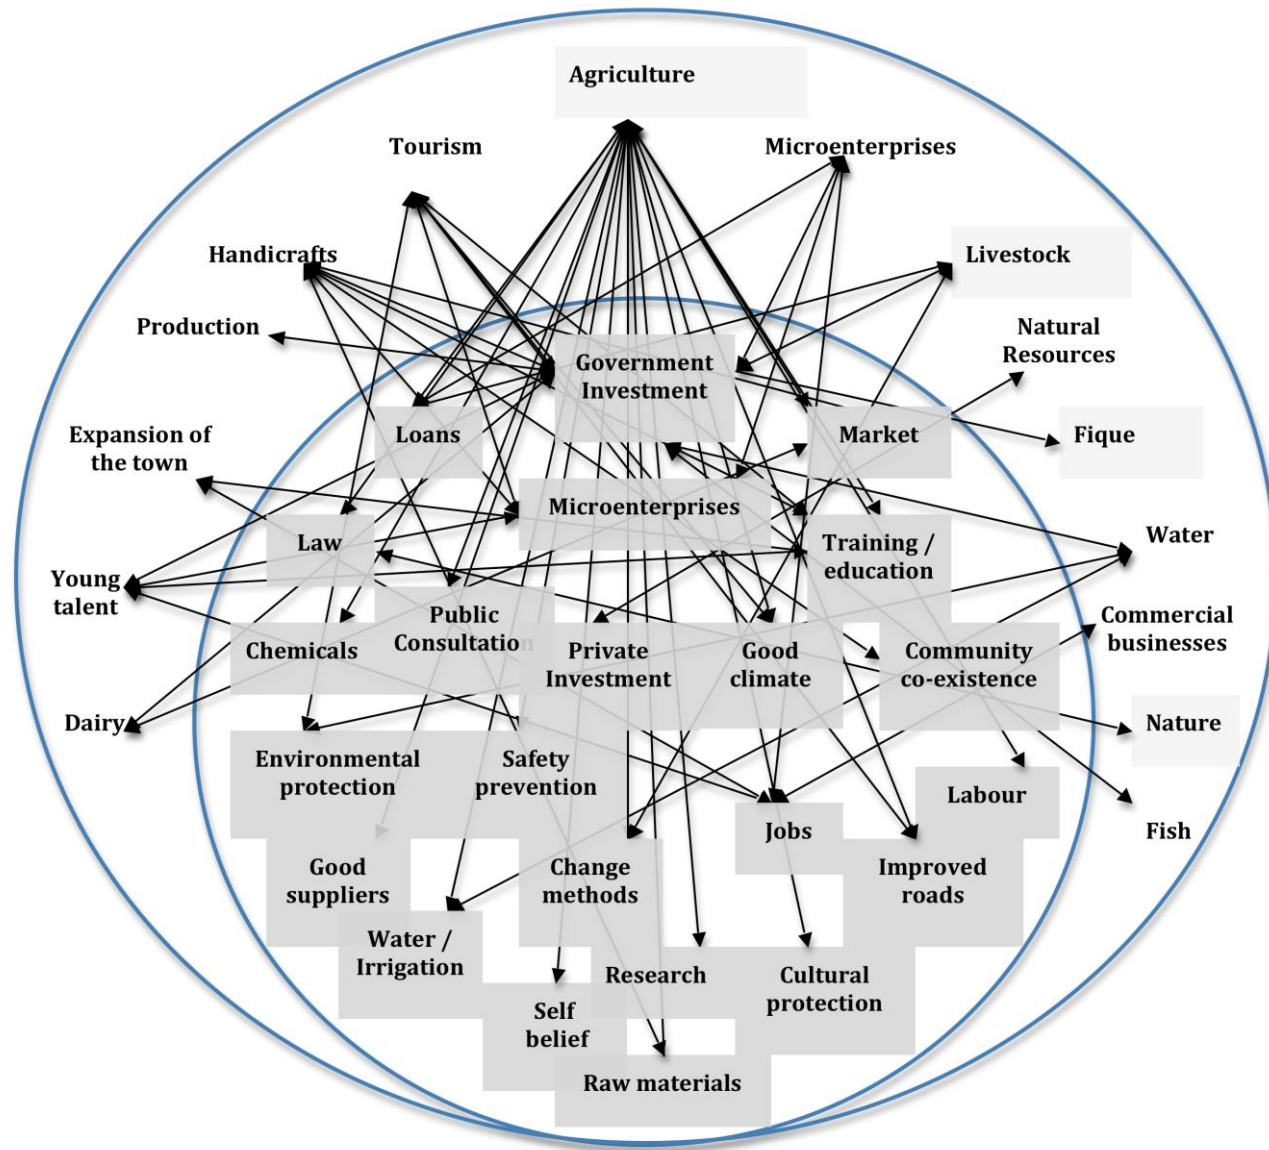 Agriculture
Tourism
Microenterprises
Handicrafts
Livestock
Production
Natural
Resources
Government
Investment
Expansion of
the town
Loans
Market
Fique
Microenterprises
Law
Training /
education
Water
Young
talent
Public
Consultation
Chemicals
Private
Investment
Good
climate
Community
co-existence
Commercial
businesses
Dairy
Nature
Environmental
protection
Safety
prevention
Labour
Jobs
Fish
Good
suppliers
Change
methods
Improved
roads
Water /
Irrigation
Research
Cultural
protection
Self
belief
Raw materials